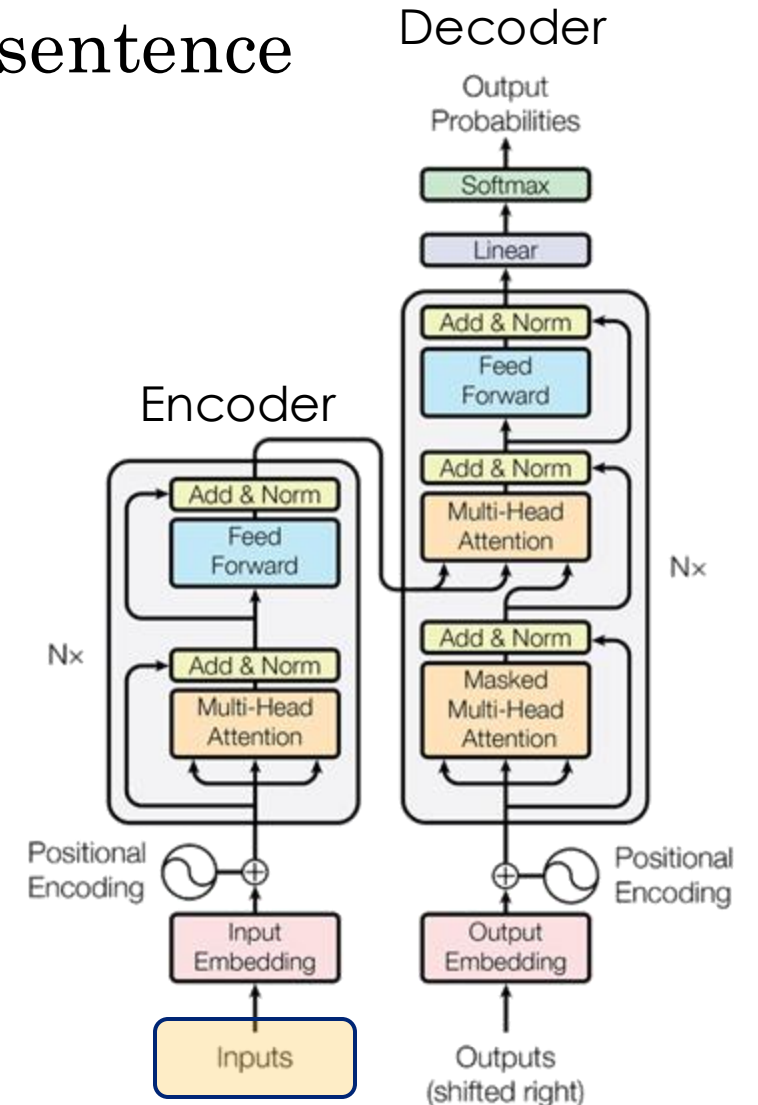 sentence
Decoder
Output
Probabilities
Softmax
Linear
Add & Norm
Feed
Forward
Add & Norm
Multi-Head
Attention
Nx
Add & Norm
Masked
Multi-Head
Attention
Positional
Encoding
Output
Embedding
Outputs
(shifted right)
Encoder
Add & Norm
Feed
Forward
Nx
Add & Norm
Multi-Head
Attention
Positional
Encoding
Input
Embedding
Inputs